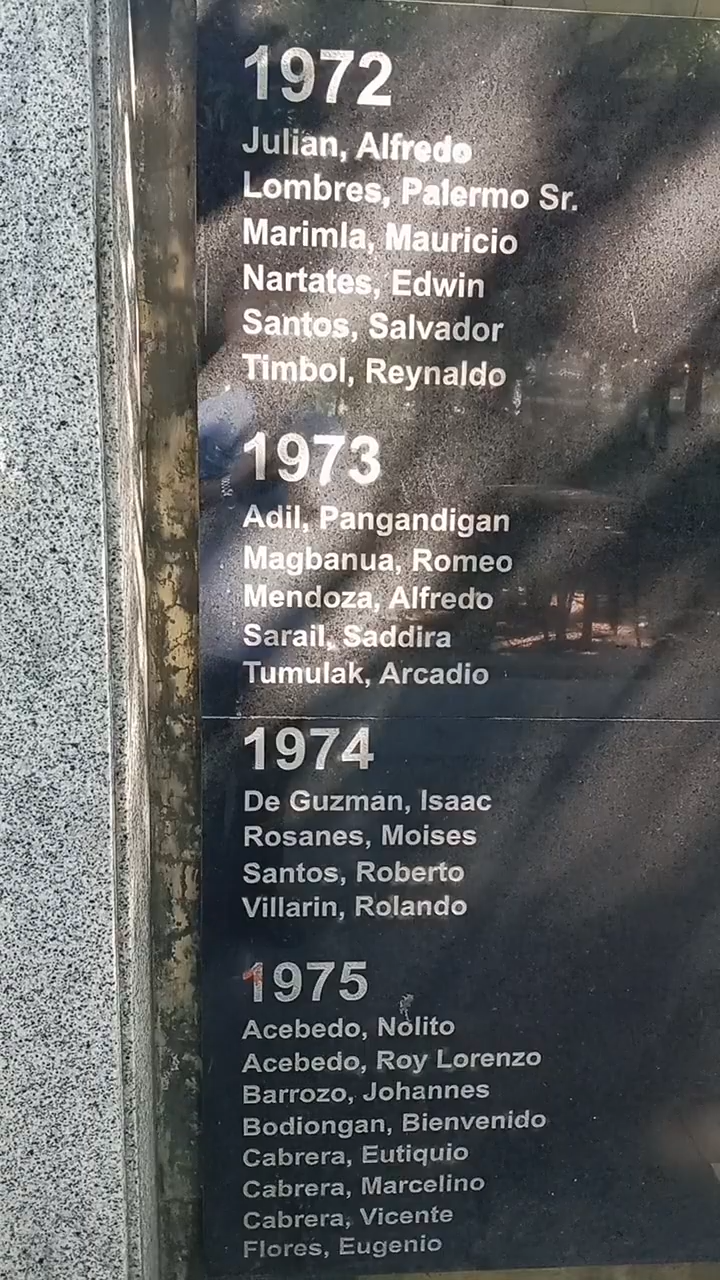 1972
Julian, Alfredo
Lombres, Palermo Sr.
Marimla, Mauricio
Nartates, Edwin
Santos, Salvador
Timbol, Reynaldo
1973
Adil, Pangandigan
Magbanua, Romeo
Mendoza, Alfredo
Sarail, Saddira
Tumulak, Arcadio
1974
De Guzman, Isaac
Rosanes, Moises
Santos, Roberto
Villarin, Rolando
1975
Acebedo, Nolito
Acebedo, Roy Lorenzo
Barrozo, Johannes
Bodiongan, Bienvenido
Cabrera, Eutiquio
Cabrera, Marcelino
Cabrera, Vicente
Flores, Eugenio